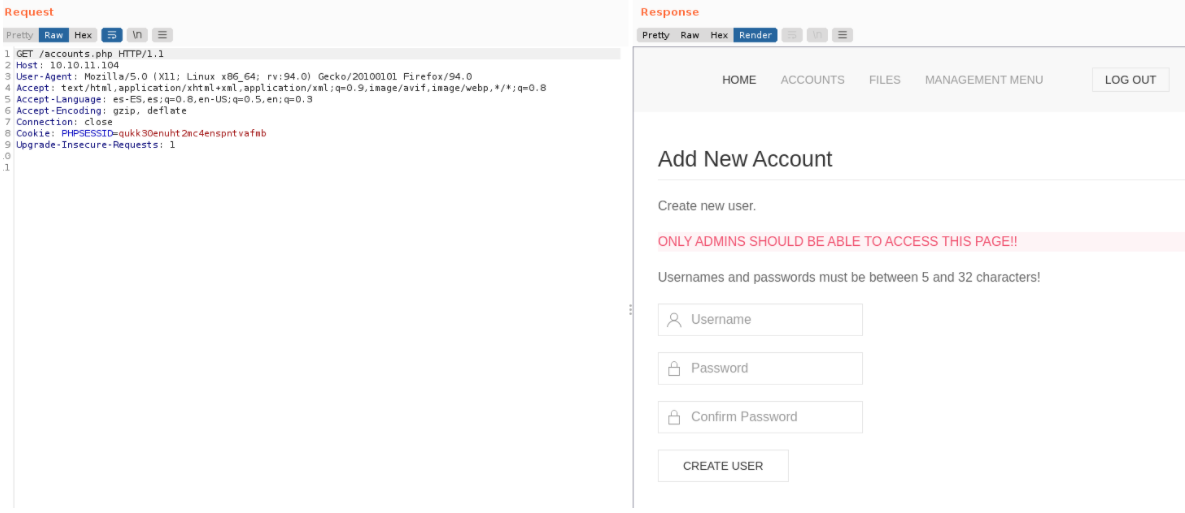 Request
Response
Pretty Raw Hex \n
Pretty Raw Hex Render \n
1 GET /accounts.php HTTP/1.1
2 Host: 10.10.11.104
3 User-Agent: Mozilla/5.0 (X11; Linux x86_64; rv:94.0) Gecko/20100101 Firefox/94.0
4 Accept: text/html,application/xhtml+xml,application/xml;q=0.9,image/avif,image/webp,*/*;q=0.8
5 Accept-Language: es-ES,es;q=0.8,en-US;q=0.5,en;q=0.3
6 Accept-Encoding: gzip, deflate
7 Connection: close
8 Cookie: PHPSESSID=qukk30enuht2mc4enspntvafmb
9 Upgrade-Insecure-Requests: 1
.0
.1
HOME ACCOUNTS FILES MANAGEMENT MENU LOG OUT
Add New Account
Create new user.
ONLY ADMINS SHOULD BE ABLE TO ACCESS THIS PAGE!!
Usernames and passwords must be between 5 and 32 characters!
Username
Password
Confirm Password
CREATE USER